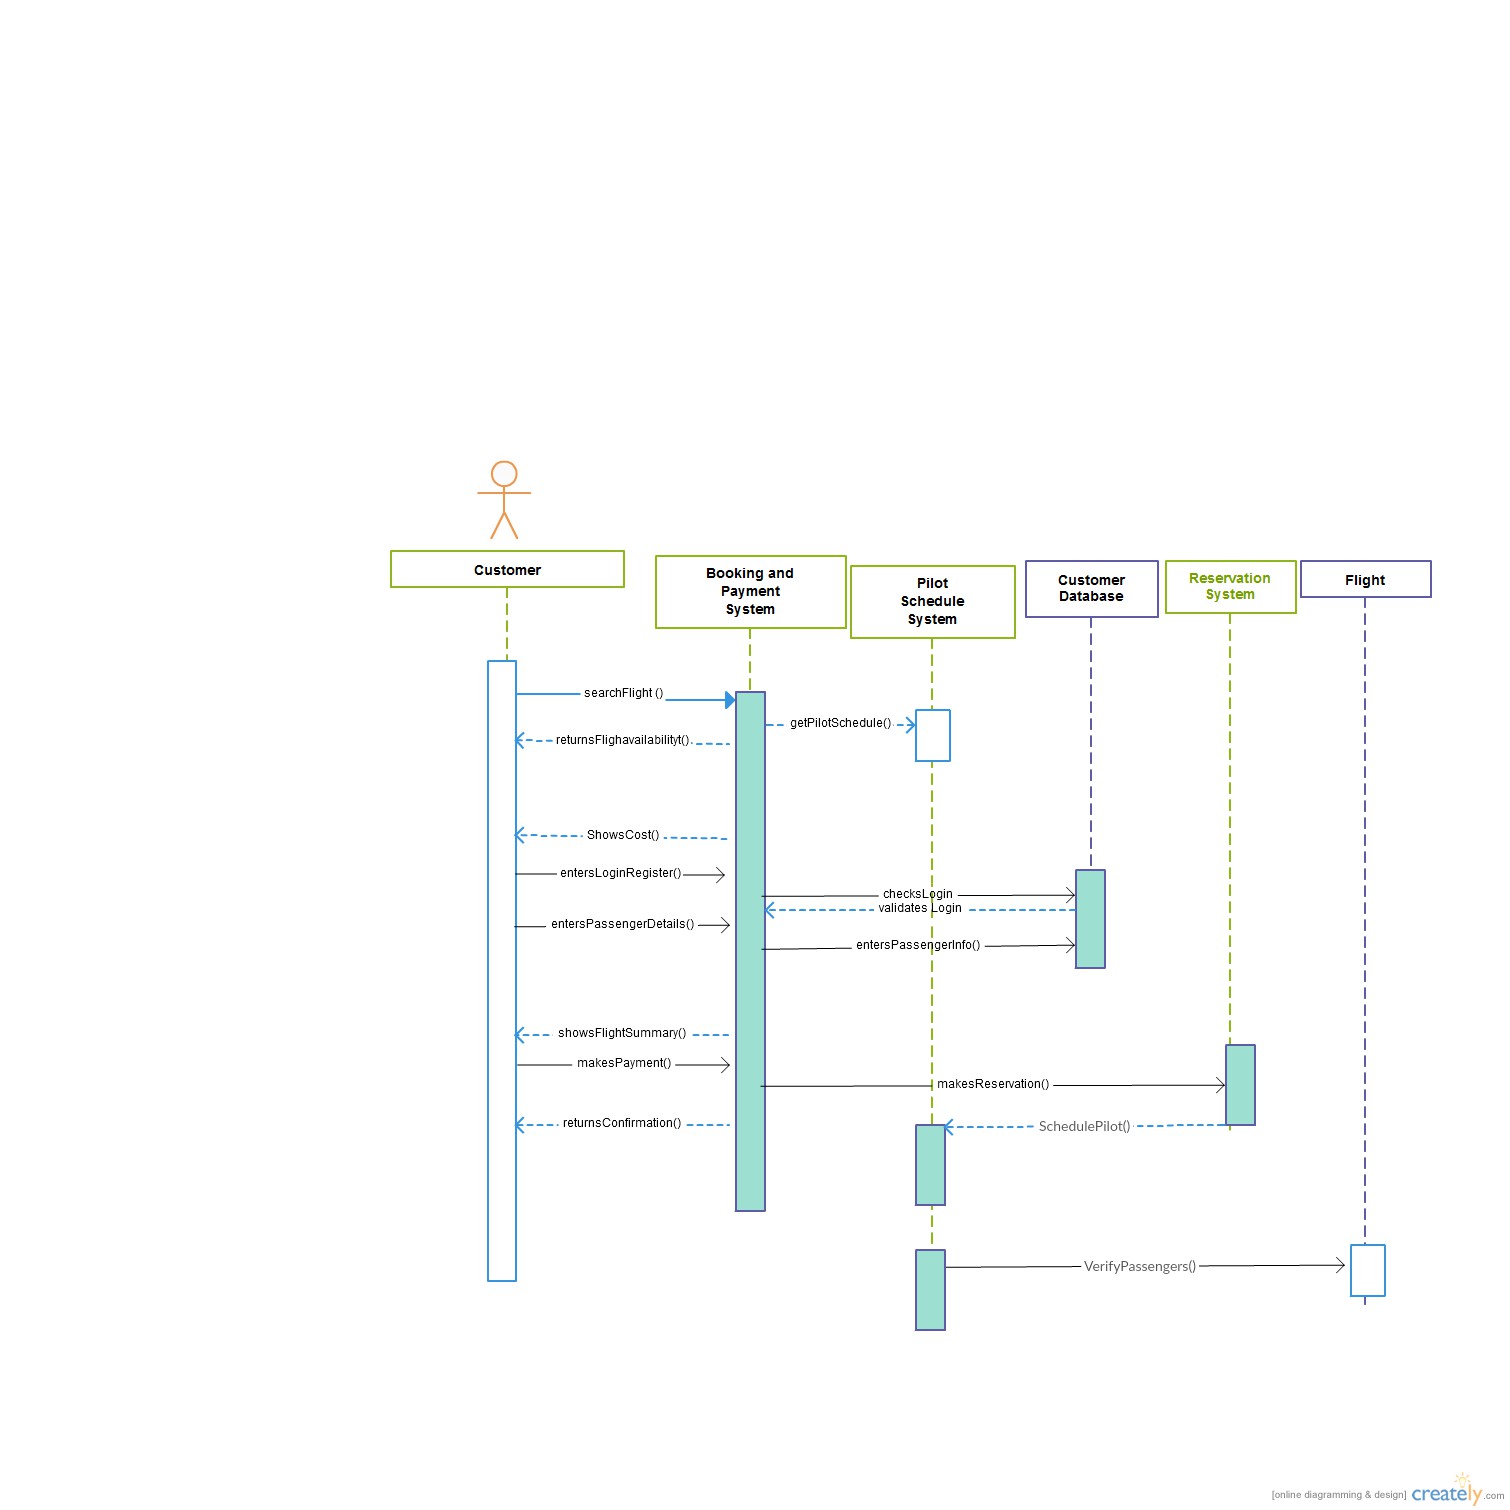 Customer
Booking and
Payment
System
Pilot
Schedule
System
Customer
Database
Reservation
System
Flight
searchFlight ()
getPilotSchedule()
returnsFlighavailabilityt()
ShowsCost()
entersLoginRegister()
checksLogin
validates Login
entersPassengerDetails()
entersPassengerInfo()
showsFlightSummary()
makesPayment()
makesReservation()
returnsConfirmation()
SchedulePilot()
VerifyPassengers()
[online diagramming & design] creately.com